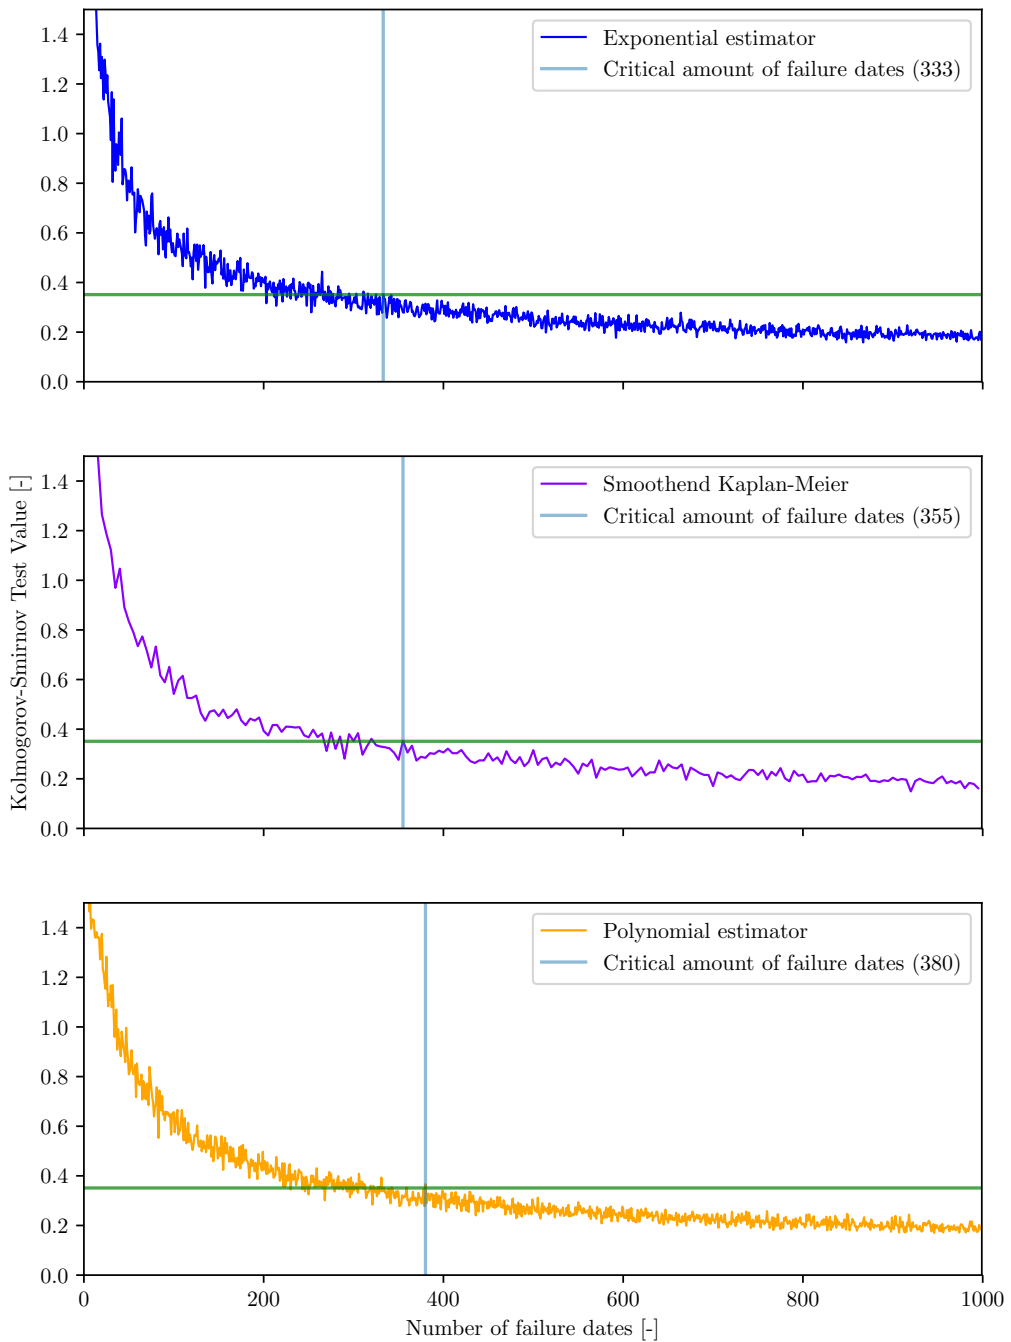 1.4
1.2
1.0
0.8
0.6
0.4
0.2
0.0
Exponential estimator
Critical amount of failure dates (333)
Kolmogorov-Smirnov Test Value [-]
1.4
1.2
1.0
0.8
0.6
0.4
0.2
0.0
Smoothend Kaplan-Meier
Critical amount of failure dates (355)
1.4
1.2
1.0
0.8
0.6
0.4
0.2
0.0
Polynomial estimator
Critical amount of failure dates (380)
0 200 400 600 800 1000
Number of failure dates [-]